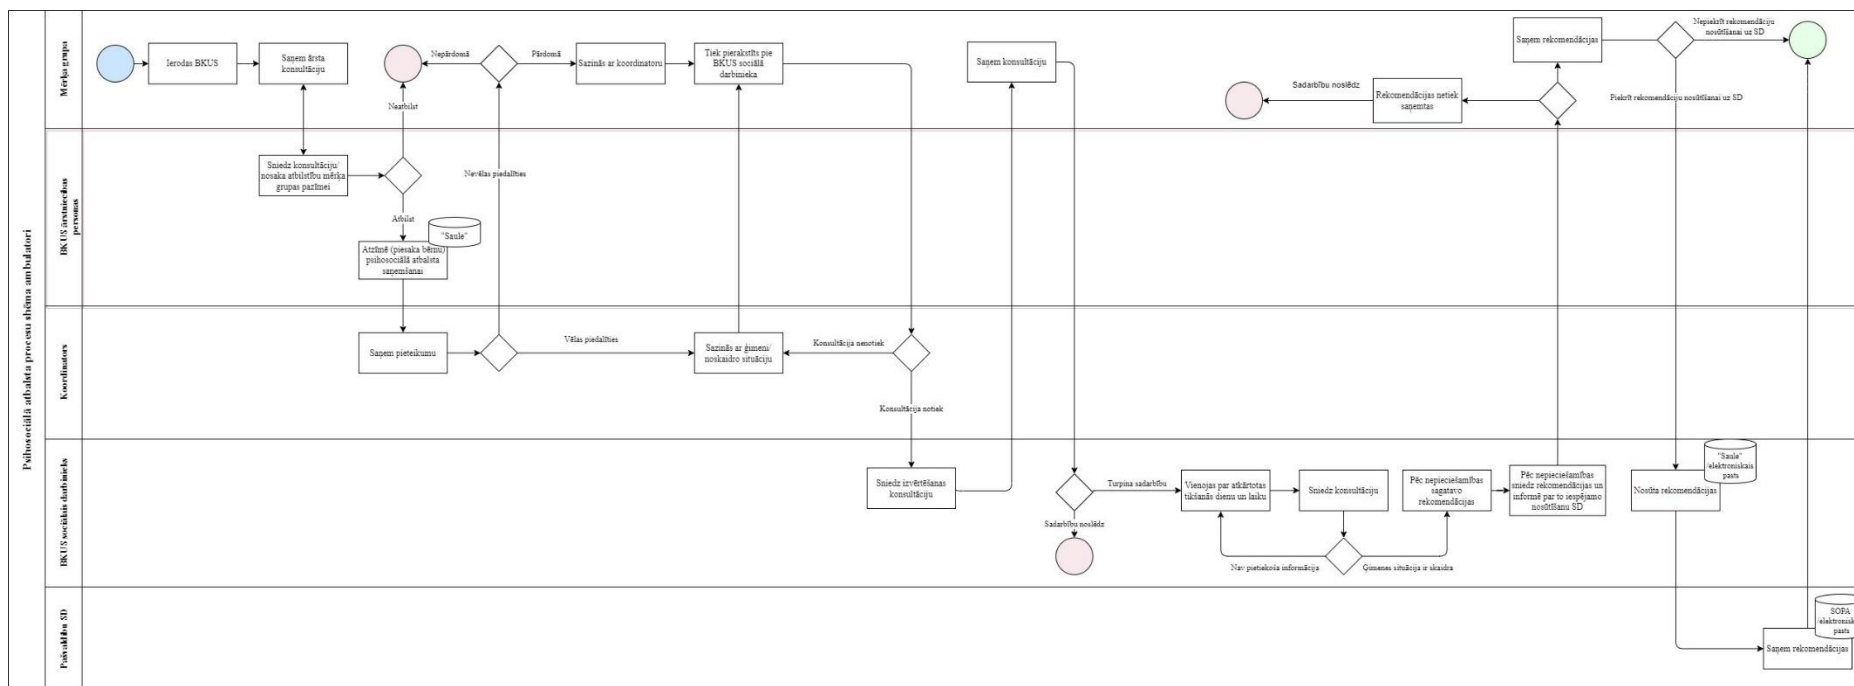 Psihosociālā atbalsta procesu shēma ambulatori
Mērķa grupa
Ierodas BKUS
Saņem ārsta
konsultāciju
Nepārdomā
Pārdomā
Sazinās ar koordinatoru
Tiek pierakstīts pie
BKUS sociālā
darbinieka
Saņem konsultāciju
Saņem rekomendācijas
Nepiekrīt rekomendāciju
nosūtīšanai uz SD
Neatbilst
Sadarbību noslēdz
Rekomendācijas netiek
saņemtas
Piekrīt rekomendāciju nosūtīšanai uz SD
BKUS ārstniecības
personas
Sniedz konsultāciju/
nosaka atbilstību mērķa
grupas pazīmei
Nevēlas piedalīties
Atbilst
"Saule"
Atzīmē (piesaka bērnu)
psihosociālā atbalsta
saņemšanai
Koordinators
Saņem pieteikumu
Vēlas piedalīties
Sazinās ar ģimeni/
noskaidro situāciju
Konsultācija nenotiek
Konsultācija notiek
BKUS sociālais darbinieks
Sniedz izvērtēšanas
konsultāciju
Turpina sadarbību
Vienojas par atkārtotas
tikšanās dienu un laiku
Sniedz konsultāciju
Pēc nepieciešamības
sagatavo
rekomendācijas
Pēc nepieciešamības
sniedz rekomendācijas un
informē par to iespējamo
nosūtīšanu SD
"Saule"
/elektroniskais
pasts
Nosūta rekomendācijas
Sadarbību noslēdz
Nav pietiekoša informācija
Ģimenes situācija ir skaidra
Pašvaldību SD
SOPA
/elektronisk
pasts
Saņem rekomendācijas